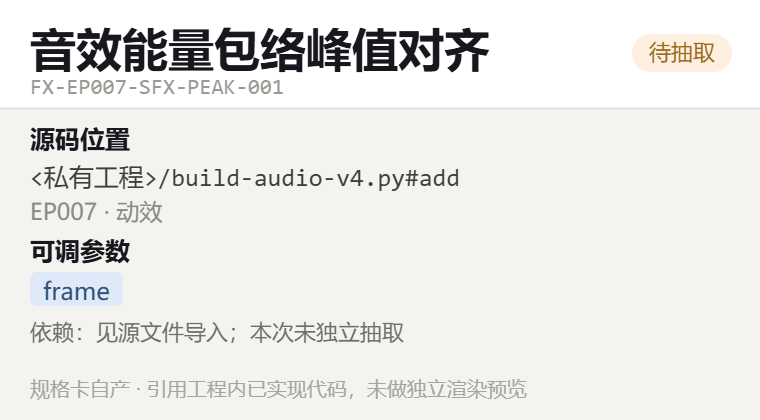 音效能量包络峰值对齐
待抽取
FX-EP007-SFX-PEAK-001
源码位置
<私有工程>/build-audio-v4.py#add
EP007 · 动效
可调参数
frame
依赖：见源文件导入；本次未独立抽取
规格卡自产 · 引用工程内已实现代码，未做独立渲染预览